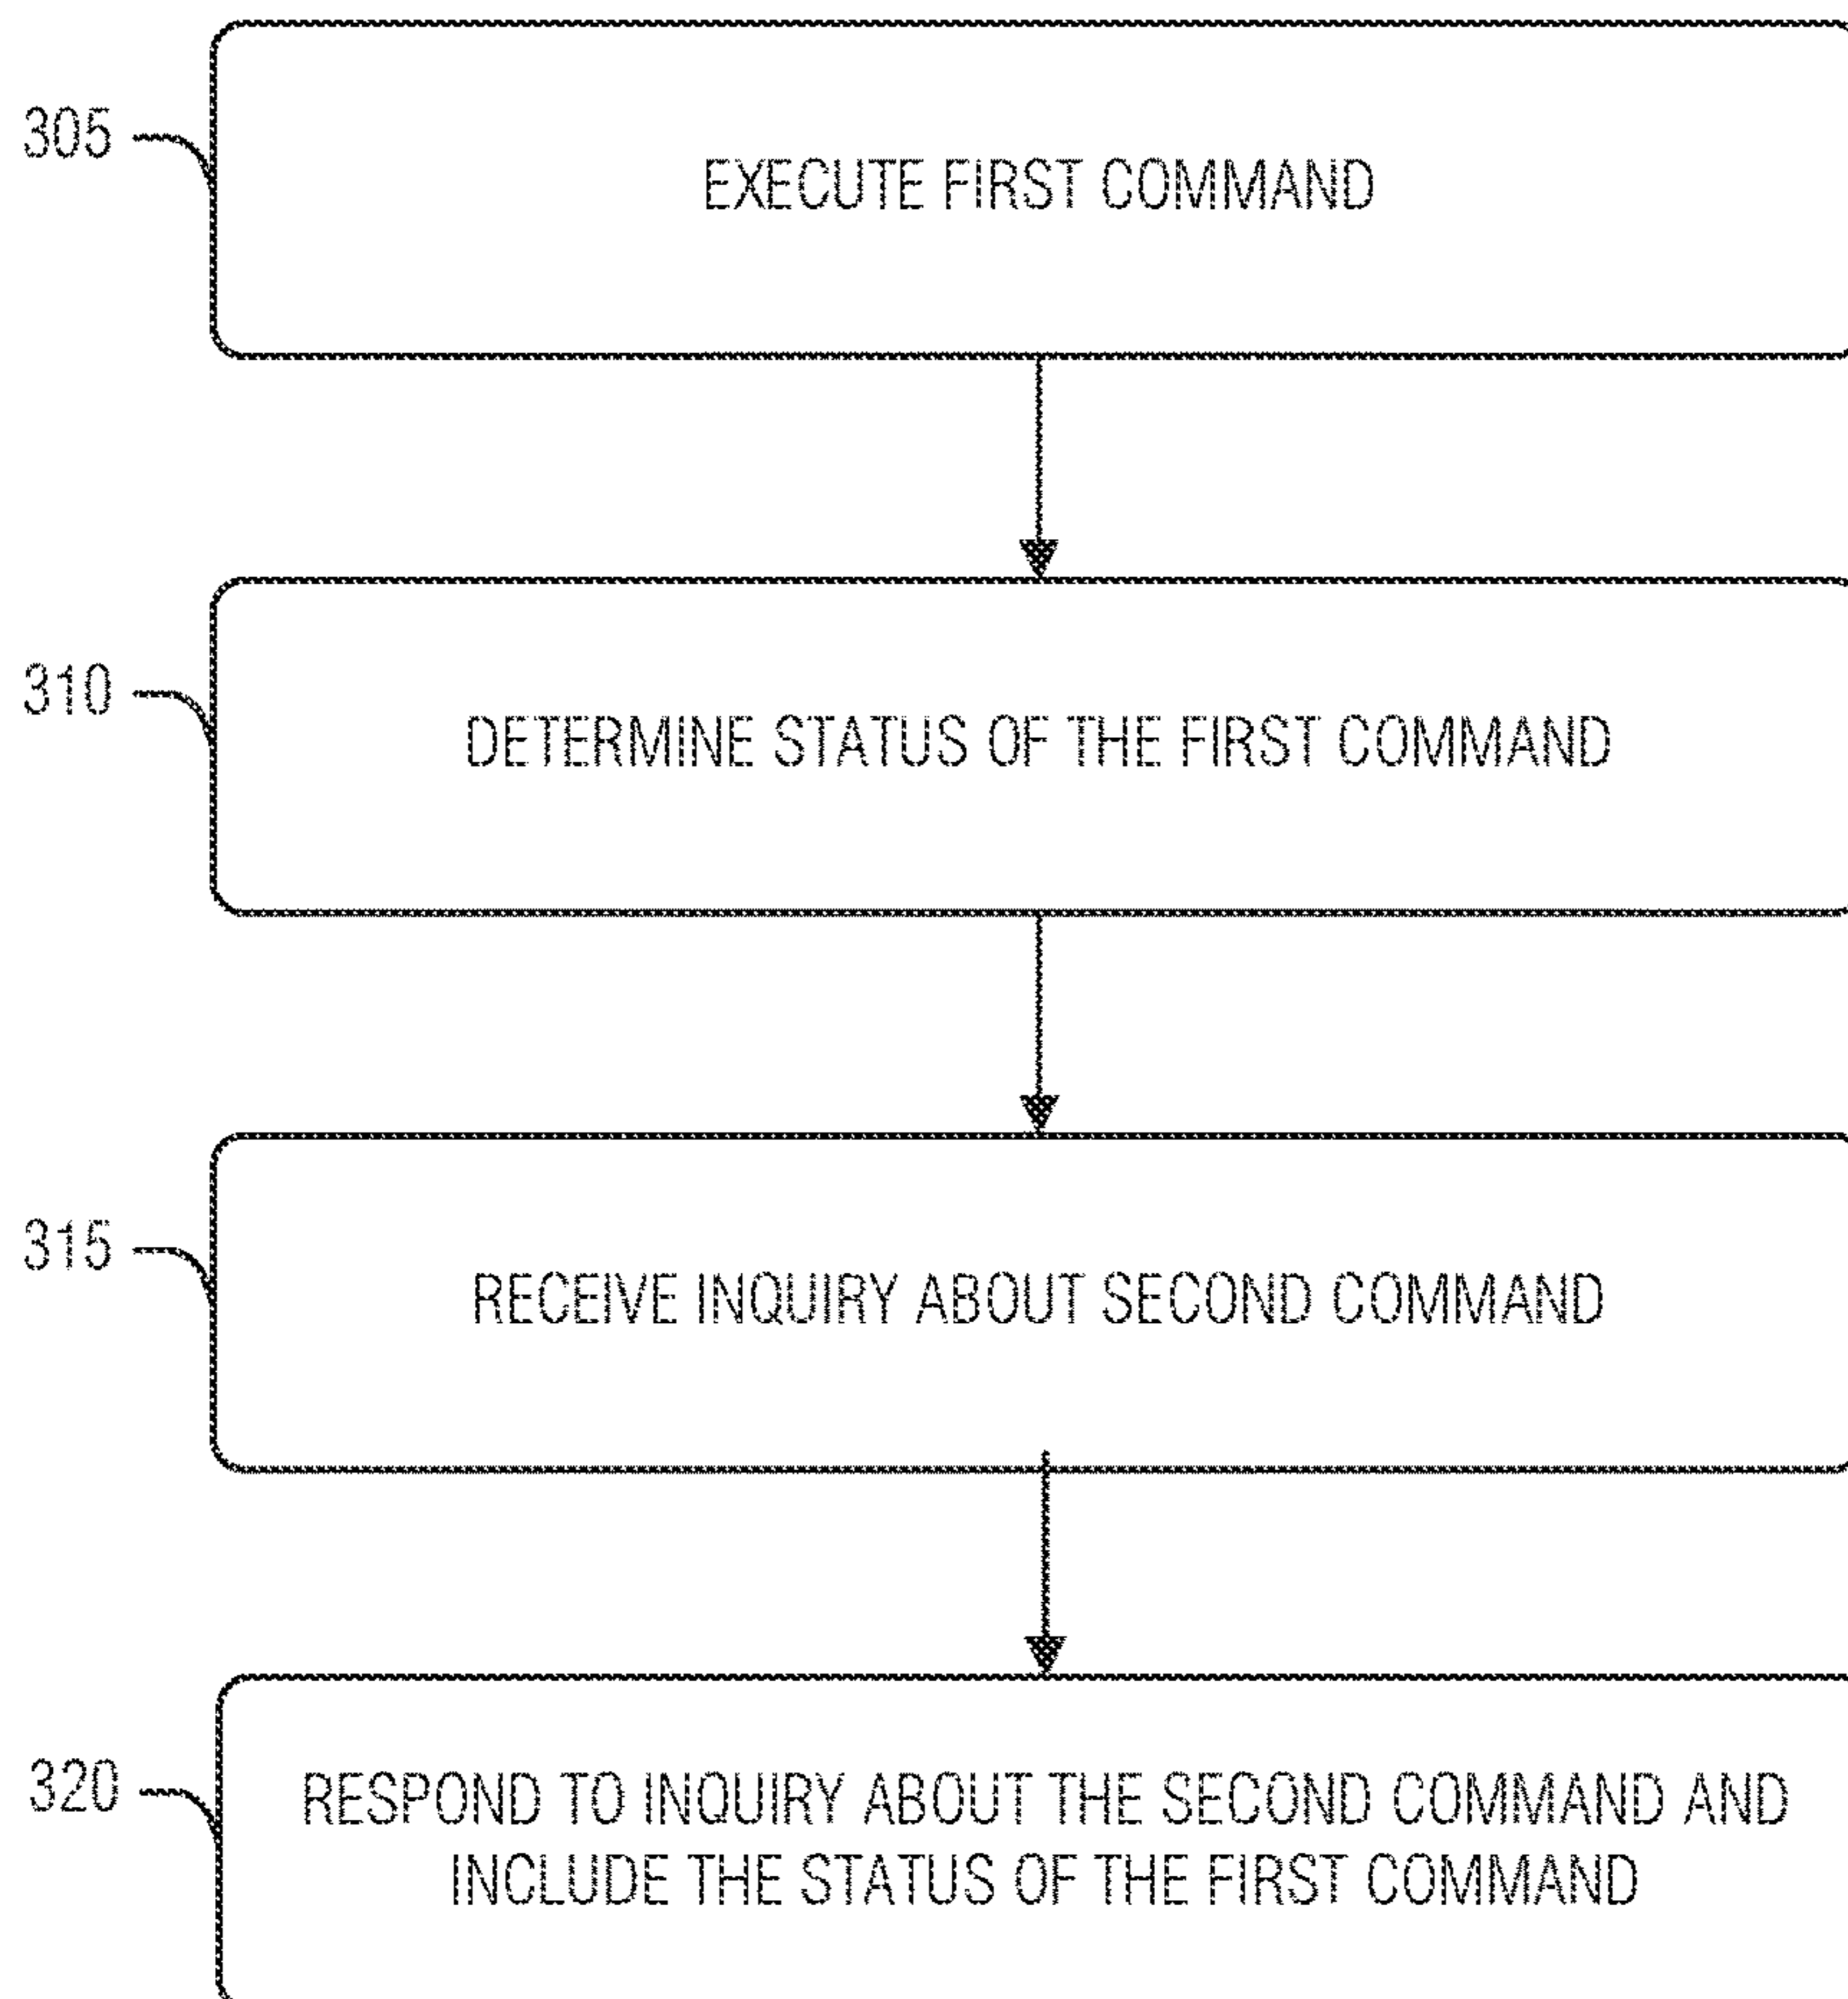 305
EXECUTE FIRST COMMAND
310
DETERMINE STATUS OF THE FIRST COMMAND
315
RECEIVE INQUIRY ABOUT SECOND COMMAND
320
RESPOND TO INQUIRY ABOUT THE SECOND COMMAND AND
INCLUDE THE STATUS OF THE FIRST COMMAND